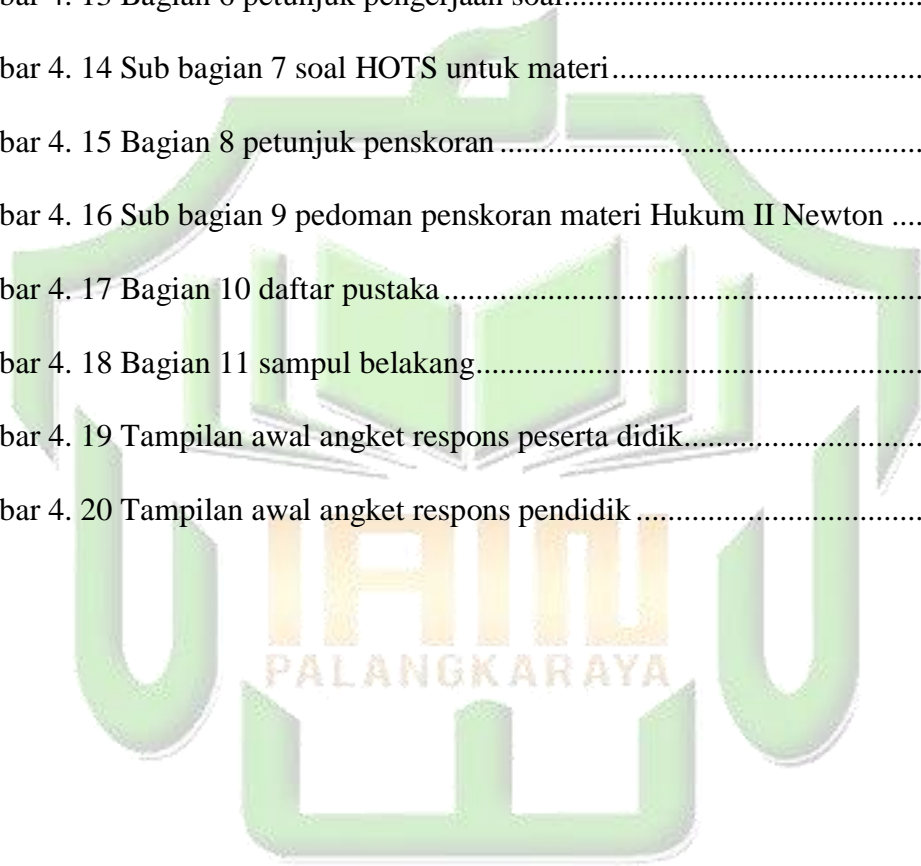 bar 4. 13 Bagian 6 petunjuk pengerjaan soal..........................................
bar 4. 14 Sub bagian 7 soal HOTS untuk materi.....................................
bar 4. 15 Bagian 8 petunjuk penskoran ..................................................
bar 4. 16 Sub bagian 9 pedoman penskoran materi Hukum II Newton ....
bar 4. 17 Bagian 10 daftar pustaka .........................................................
bar 4. 18 Bagian 11 sampul belakang.....................................................
bar 4. 19 Tampilan awal angket respons peserta didik............................
bar 4. 20 Tampilan awal angket respons pendidik ..................................
IAIN
PALANGKARAYA